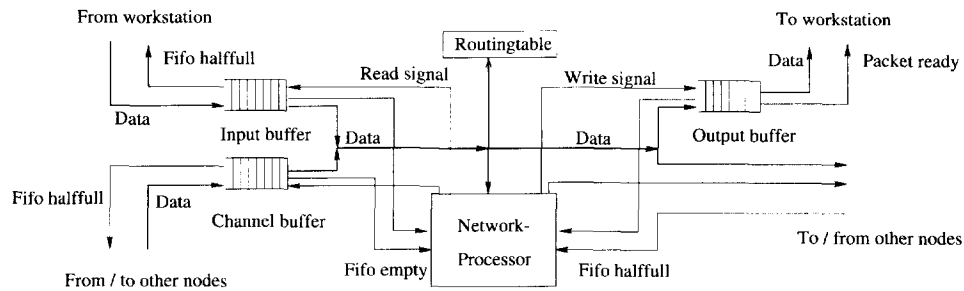 From workstation
To workstation
Routingtable
Fifo halffull
Read signal
Write signal
Data
Packet ready
Data
Input buffer
Data
Data
Output buffer
Fifo halffull
Data
Channel buffer
Network-
Processor
To / from other nodes
Fifo empty
Fifo halffull
From / to other nodes